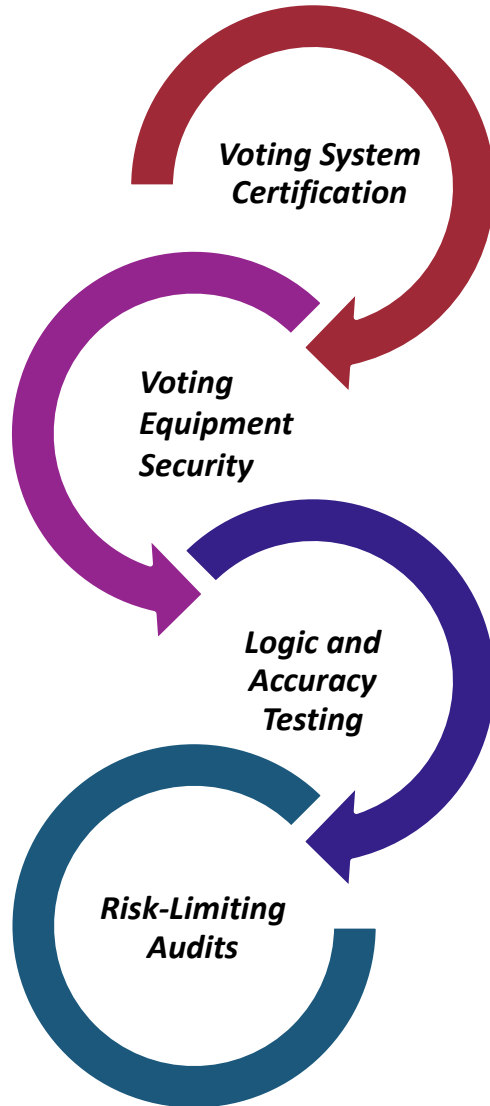 Voting System
Certification
Voting
Equipment
Security
Logic and
Accuracy
Testing
Risk-Limiting
Audits